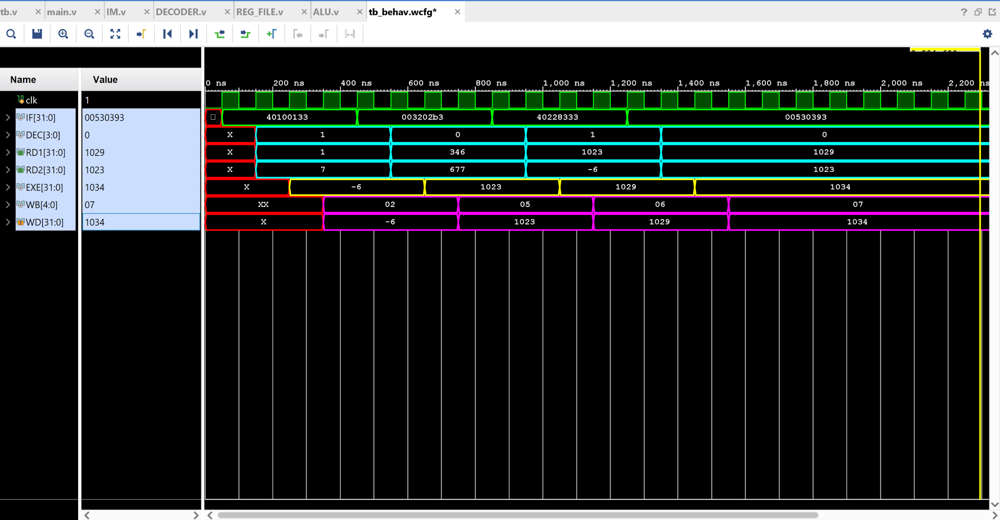 tb.v main.v IM.v DECODER.v REG_FILE.v ALU.v tb_behav.wcfg*
Name Value
0 ns 200 ns 400 ns 600 ns 800 ns 1,000 ns 1,200 ns 1,400 ns 1,600 ns 1,800 ns 2,000 ns 2,200 ns
clk 1
IF[31:0] 00530393 40100133 003202b3 40228333 00530393
DEC[3:0] 0 X 1 0 1 0
RD1[31:0] 1029 X 1 346 1023 1029
RD2[31:0] 1023 X 7 677 -6 1023
EXE[31:0] 1034 X -6 1023 1029 1034
WB[4:0] 07 XX 02 05 06 07
WD[31:0] 1034 X -6 1023 1029 1034